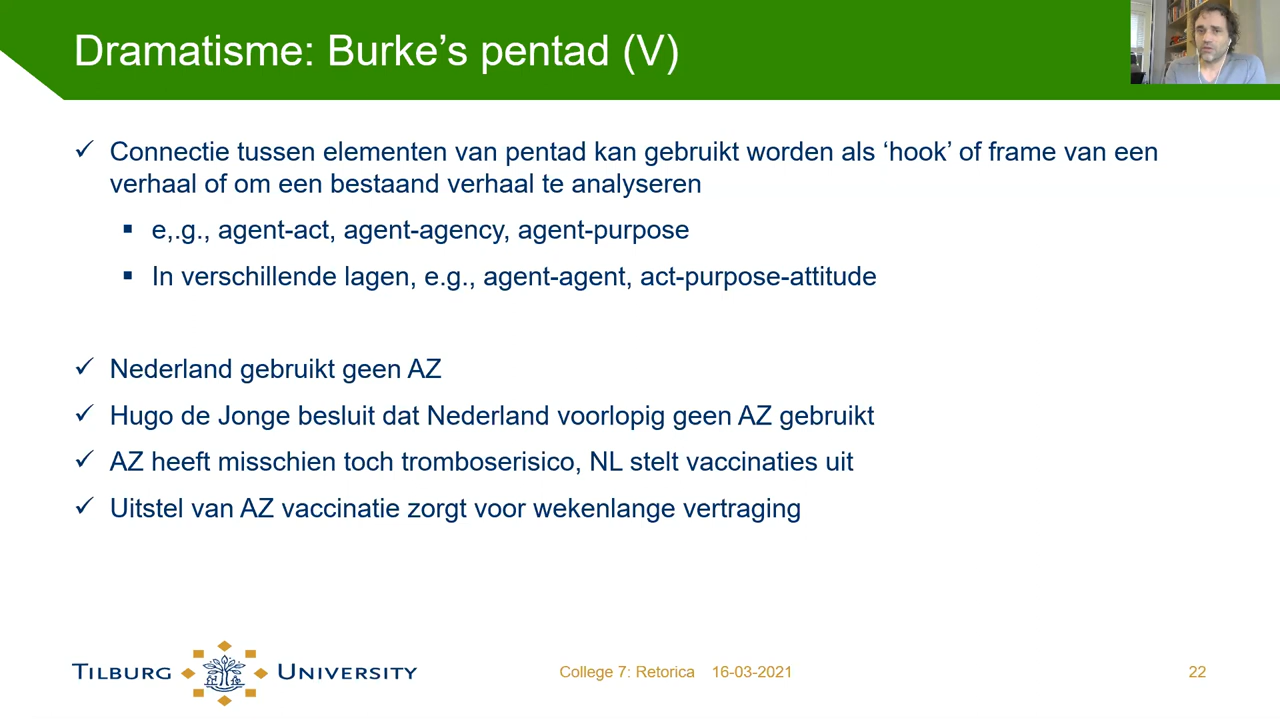 Dramatisme: Burke's pentad (V)
Connectie tussen elementen van pentad kan gebruikt worden als ‘hook’ of frame van een
verhaal of om een bestaand verhaal te analyseren
e,.g., agent-act, agent-agency, agent-purpose
In verschillende lagen, e.g., agent-agent, act-purpose-attitude
Nederland gebruikt geen AZ
Hugo de Jonge besluit dat Nederland voorlopig geen AZ gebruikt
AZ heeft misschien toch tromboserisico, NL stelt vaccinaties uit
Uitstel van AZ vaccinatie zorgt voor wekenlange vertraging
TILBURG UNIVERSITY
College 7: Retorica 16-03-2021
22